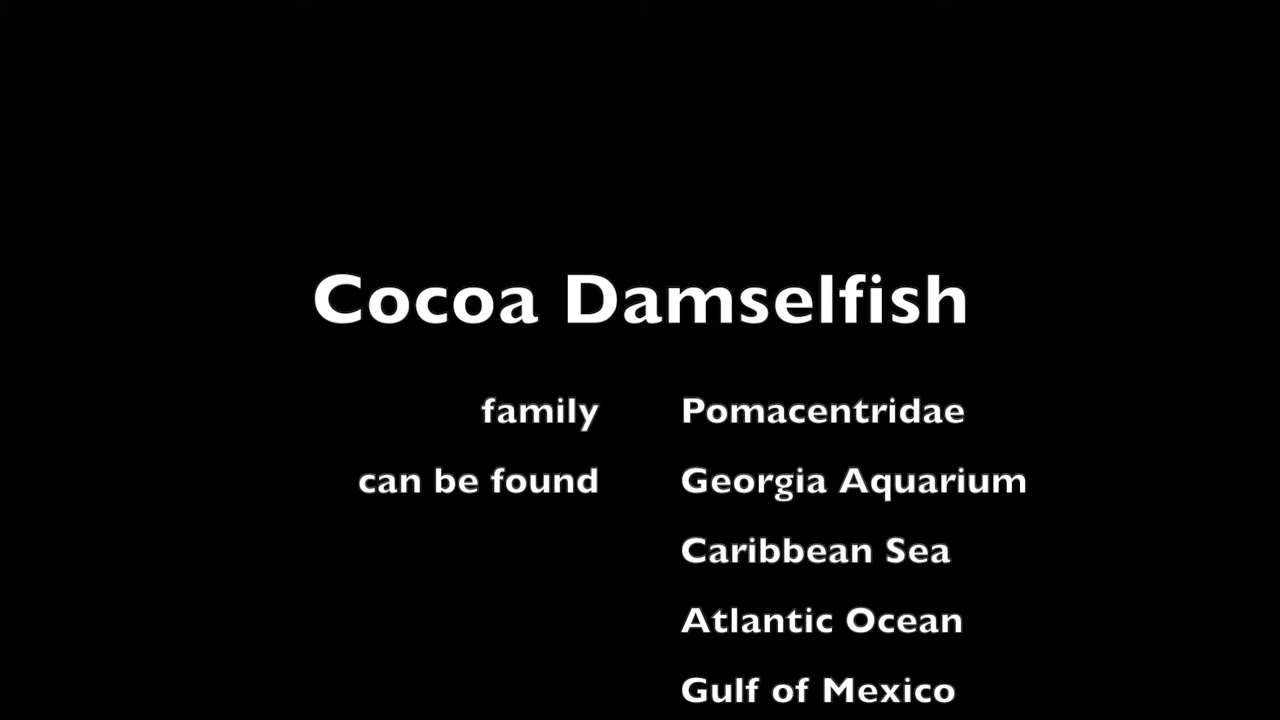 Cocoa Damselfish
family Pomacentridae
can be found Georgia Aquarium
Caribbean Sea
Atlantic Ocean
Gulf of Mexico